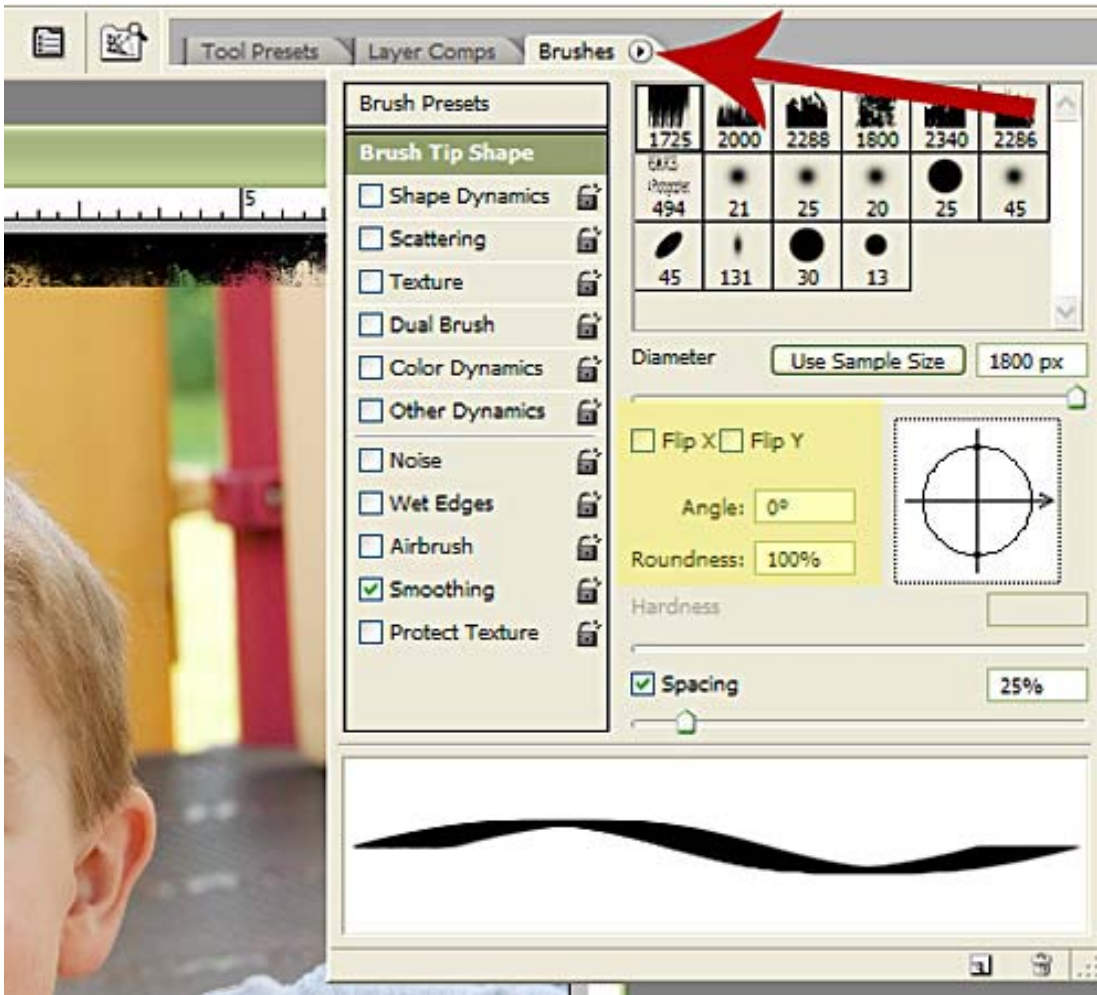 Tool Presets Layer Comps Brushes
Brush Presets
Brush Tip Shape
Shape Dynamics
Scattering
Texture
Dual Brush
Color Dynamics
Other Dynamics
Noise
Wet Edges
Airbrush
Smoothing
Protect Texture
1725 2000 2288 1800 2340 2286
494 21 25 20 25 45
45 131 30 13
Diameter Use Sample Size 1800 px
Flip X Flip Y
Angle: 0º
Roundness: 100%
Hardness
Spacing 25%
5